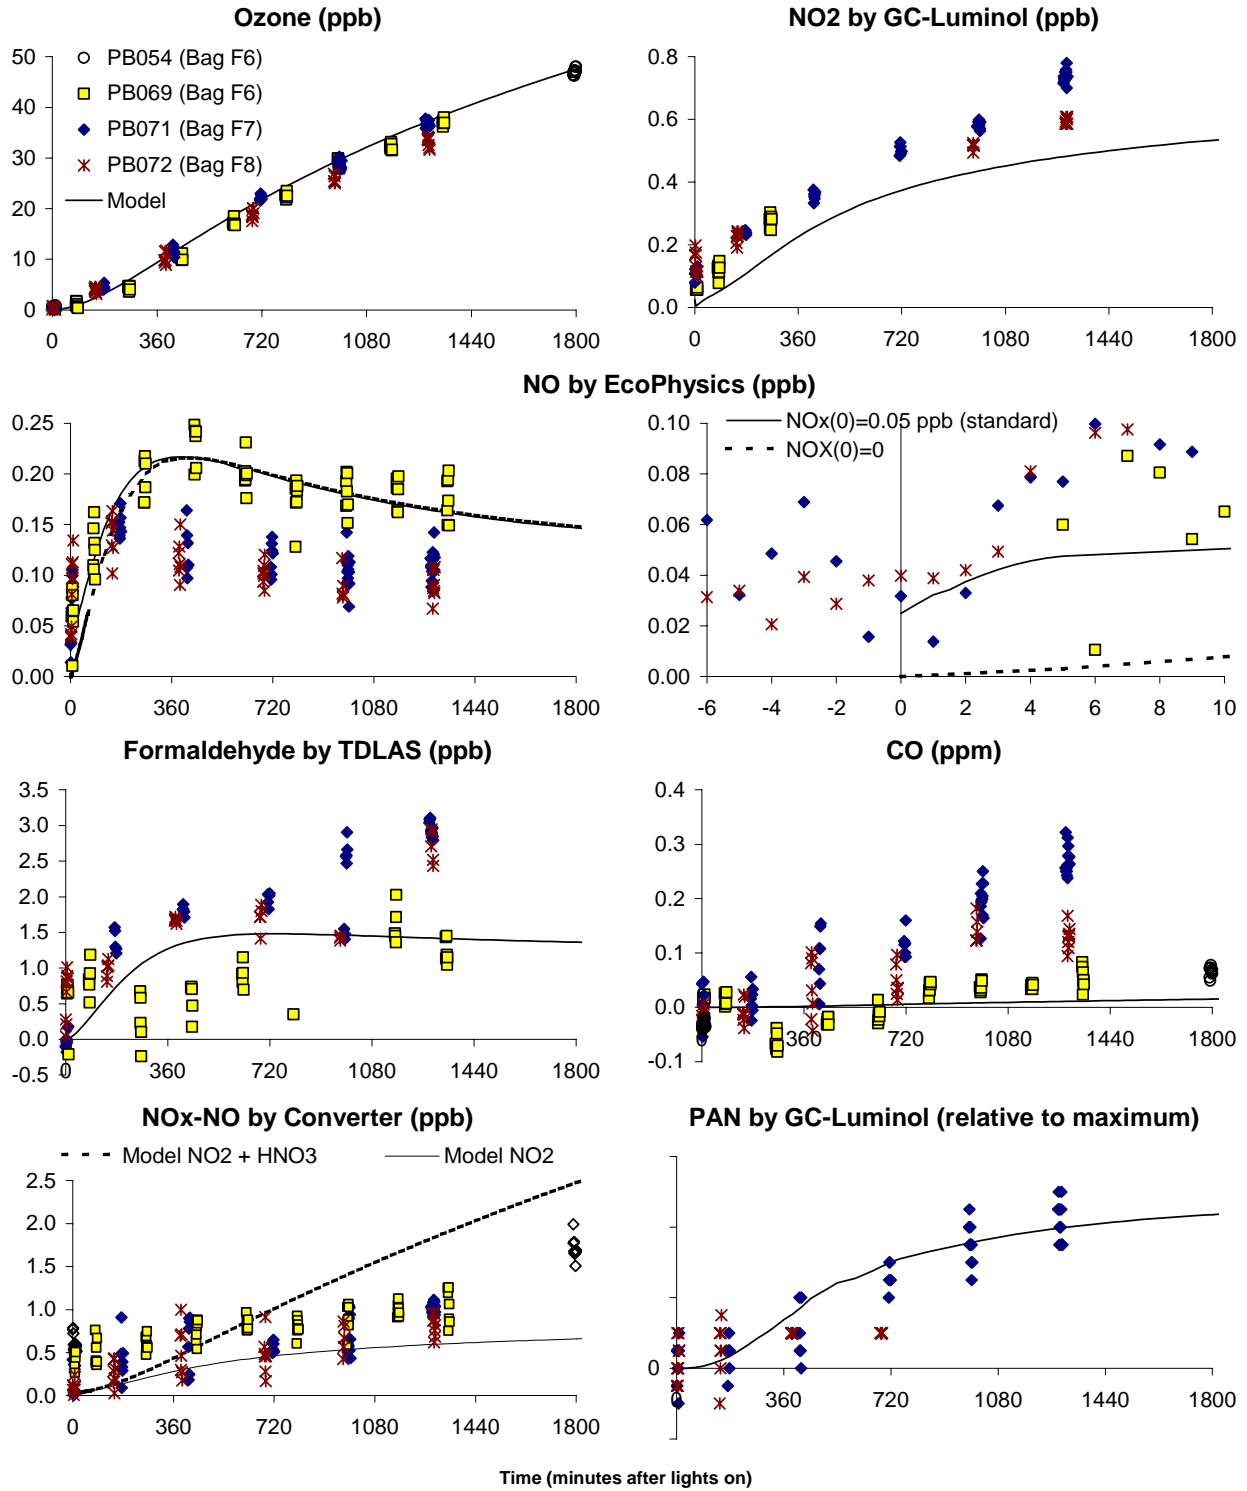 Ozone (ppb)
NO2 by GC-Luminol (ppb)
PB054 (Bag F6)
PB069 (Bag F6)
PB071 (Bag F7)
PB072 (Bag F8)
Model
50
40
30
20
10
0
0 360 720 1080 1440 1800
0.8
0.6
0.4
0.2
0.0
0 360 720 1080 1440 1800
NO by EcoPhysics (ppb)
0.25
0.20
0.15
0.10
0.05
0.00
0 360 720 1080 1440 1800
NOx(0)=0.05 ppb (standard)
NOX(0)=0
0.10
0.08
0.06
0.04
0.02
0.00
-6 -4 -2 0 2 4 6 8 10
Formaldehyde by TDLAS (ppb)
CO (ppm)
3.5
3.0
2.5
2.0
1.5
1.0
0.5
0.0
-0.5
0 360 720 1080 1440 1800
0.4
0.3
0.2
0.1
0.0
-0.1
0 360 720 1080 1440 1800
NOx-NO by Converter (ppb)
PAN by GC-Luminol (relative to maximum)
Model NO2 + HNO3
Model NO2
2.5
2.0
1.5
1.0
0.5
0.0
0 360 720 1080 1440 1800
0
0 360 720 1080 1440 1800
Time (minutes after lights on)